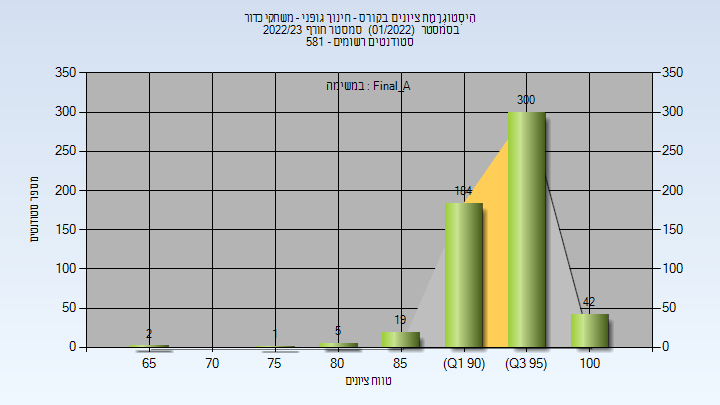 היסטוגרמת ציונים בקורס - חינוך גופני - משחקי כדור
בסמסטר (01/2022) סמסטר חורף 2022/23
סטודנטים רשומים - 581
במשימה : Final_A
350 350
300 300
250 250
200 200
150 150
100 100
50 50
0 0
2 1 5 19 184 300 42
65 70 75 80 85 (Q1 90) (Q3 95) 100
מספר סטודנטים
טווח ציונים